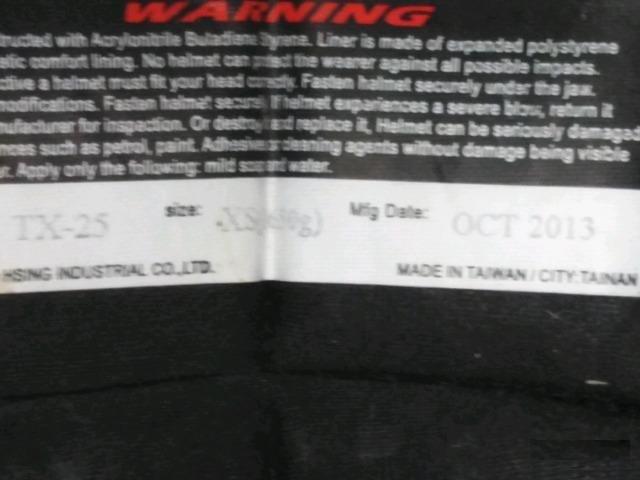 WARNING
tructed with Acrylonitrile Butadiene Styrene. Liner is made of expanded polystyrene
stic comfort lining. No helmet can protect the wearer against all possible impacts.
ctive a helmet must fit your head closely. Fasten helmet securely under the jaw.
modifications. Fasten helmet securely. If helmet experiences a severe blow, return it
nufacturer for inspection. Or destroy and replace it. Helmet can be seriously damaged
nces such as petrol, paint. Adhesive or cleaning agents without damage being visible
r. Apply only the following: mild soap and water.
TX-25 size: XS Mfg Date: OCT 2013
HSING INDUSTRIAL CO.,LTD. MADE IN TAIWAN / CITY:TAINAN